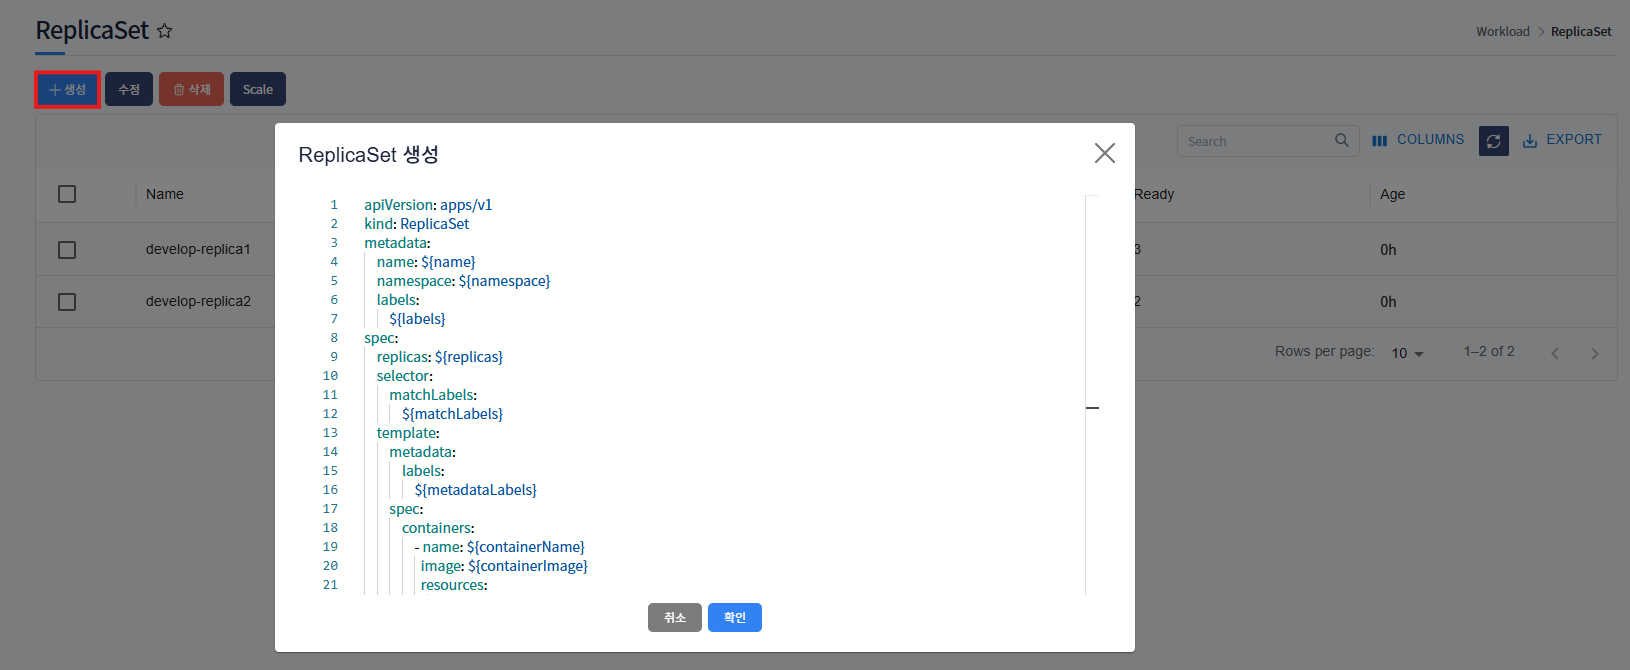 ReplicaSet
Workload > ReplicaSet
생성 수정 삭제 Scale
Search COLUMNS EXPORT
Name Ready Age
develop-replica1 3 0h
develop-replica2 2 0h
Rows per page: 10 1–2 of 2
ReplicaSet 생성
1 apiVersion: apps/v1
2 kind: ReplicaSet
3 metadata:
4 name: ${name}
5 namespace: ${namespace}
6 labels:
7 ${labels}
8 spec:
9 replicas: ${replicas}
10 selector:
11 matchLabels:
12 ${matchLabels}
13 template:
14 metadata:
15 labels:
16 ${metadataLabels}
17 spec:
18 containers:
19 - name: ${containerName}
20 image: ${containerImage}
21 resources:
취소 확인